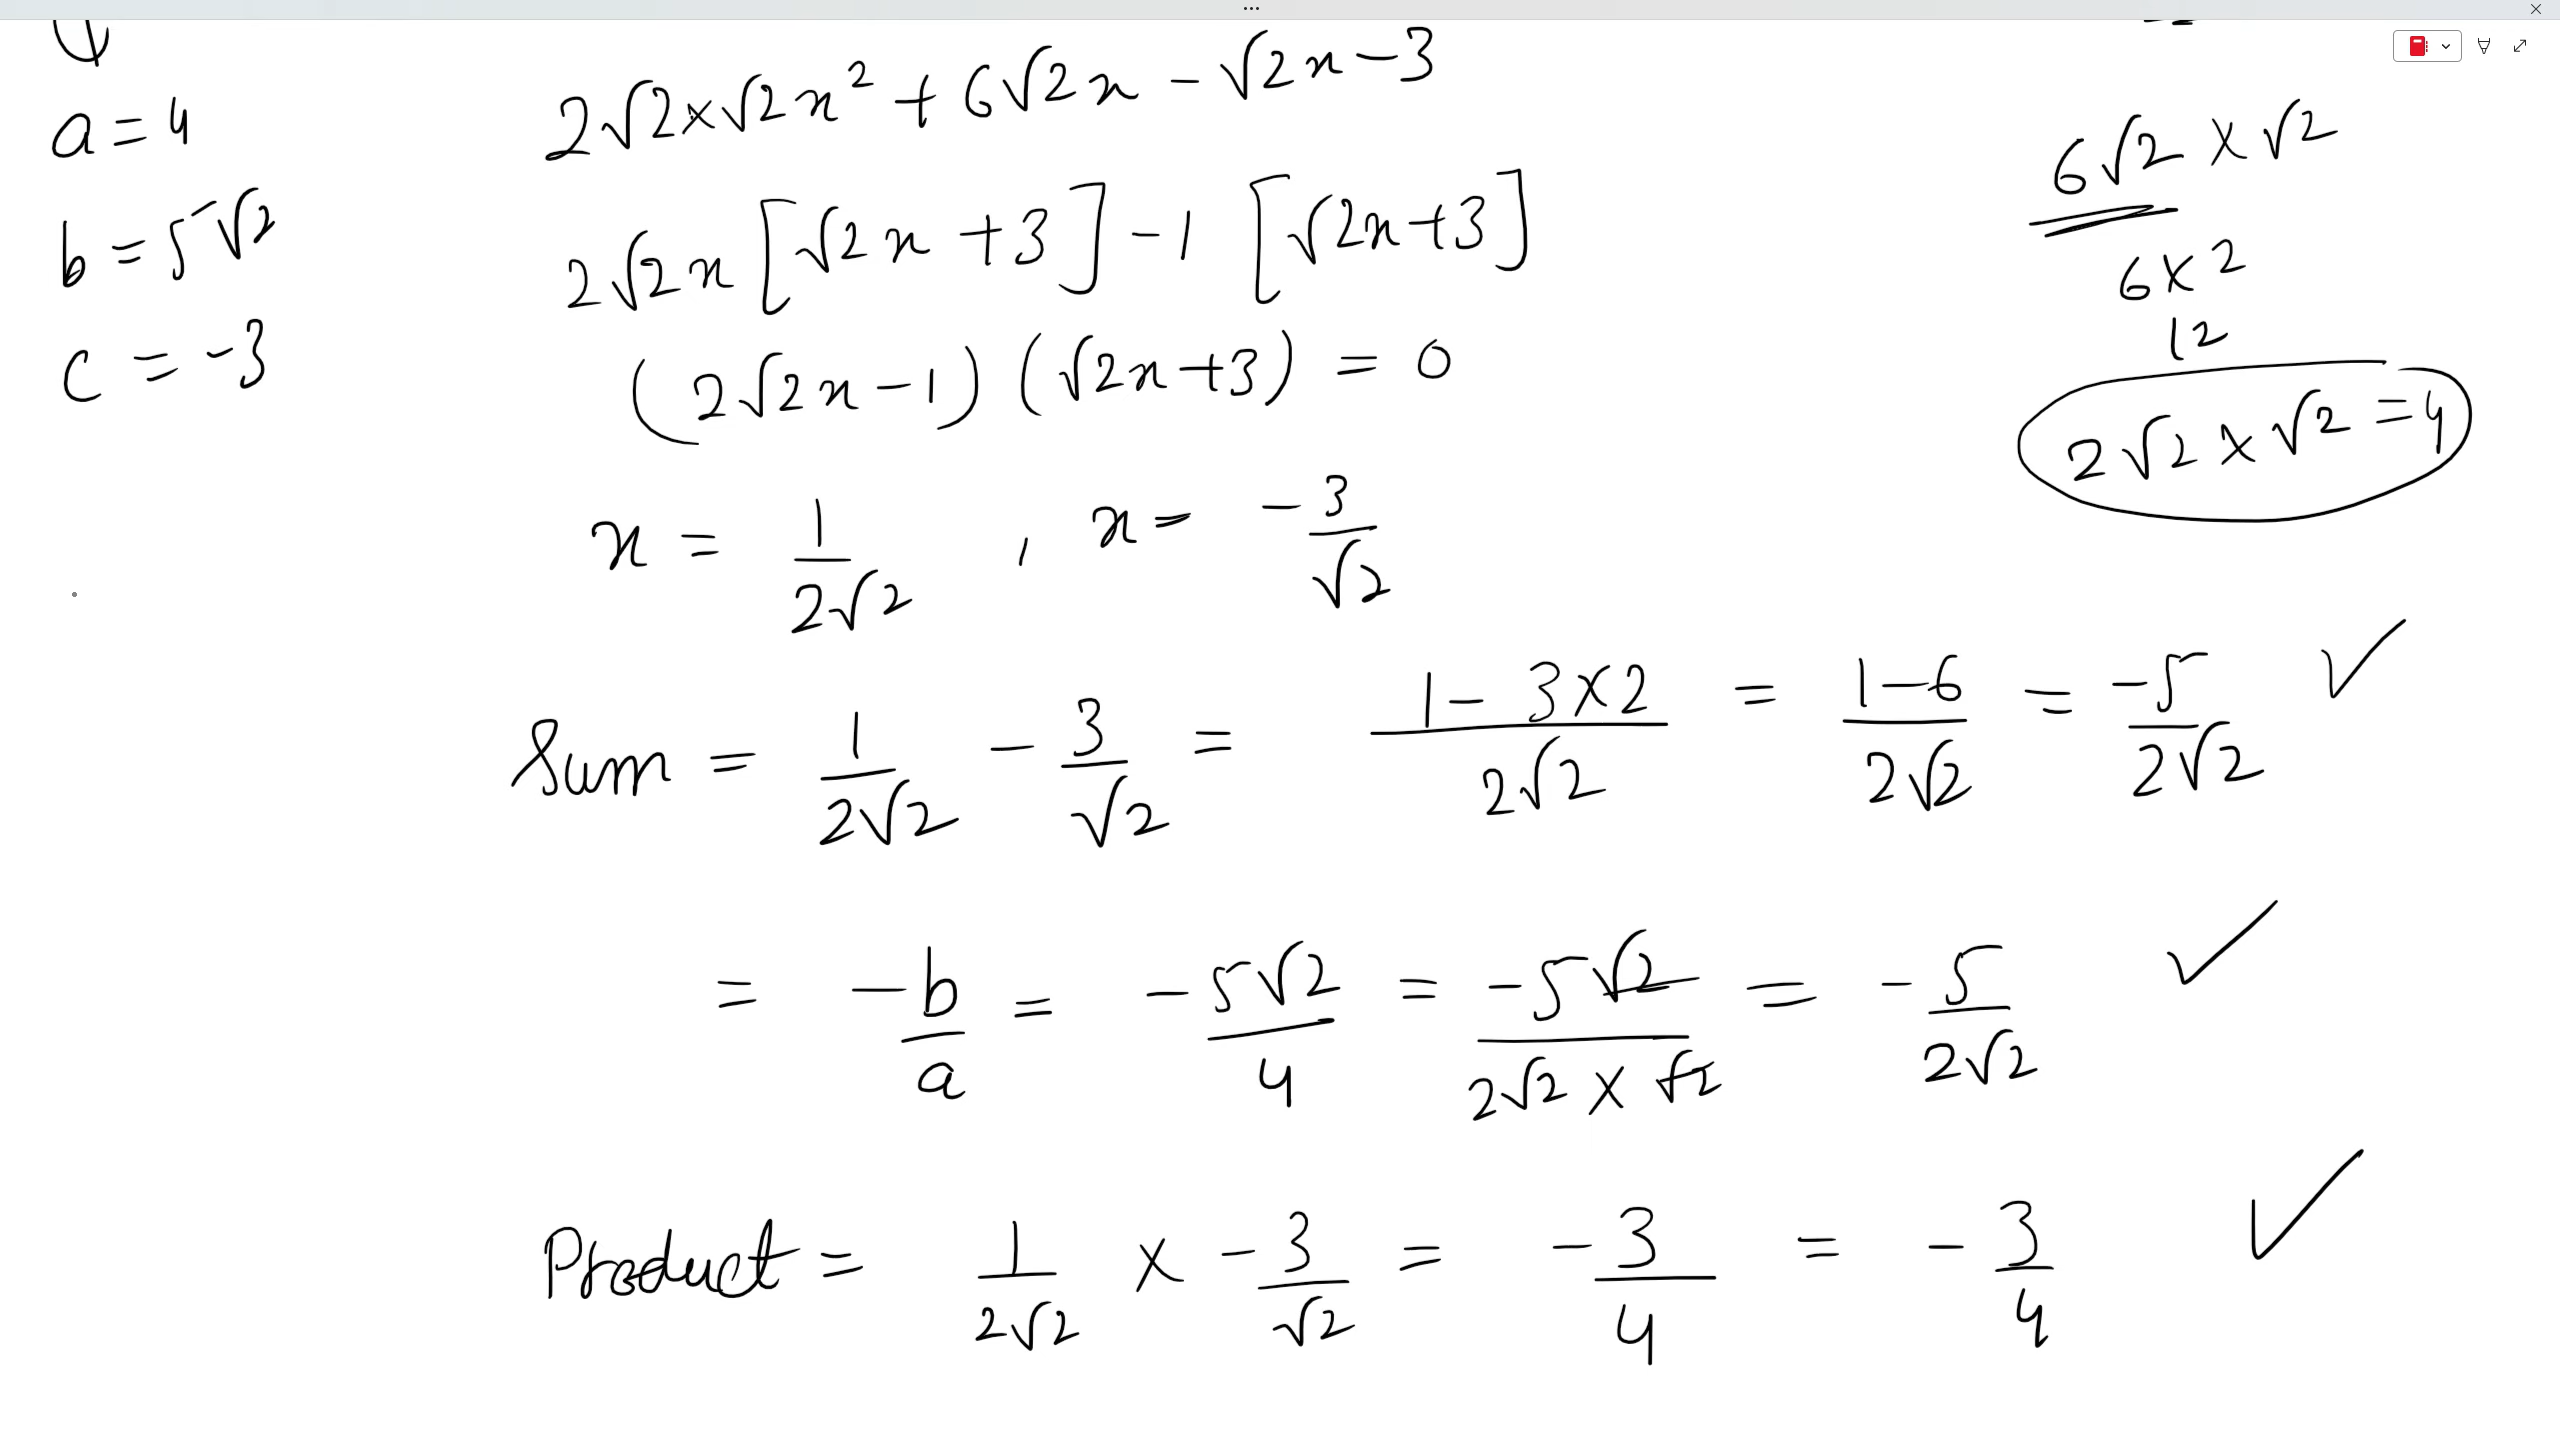 a = 4
b = 5√2
c = -3
2√2×√2x² + 6√2x - √2x - 3
2√2x [√2x + 3] - 1 [√2x + 3]
(2√2x - 1) (√2x + 3) = 0
x = 1/2√2 , x = -3/√2
6√2 × √2
6×2
12
2√2 × √2 = 4
Sum = 1/2√2 - 3/√2 = 1 - 3×2/2√2 = 1-6/2√2 = -5/2√2 ✓
= -b/a = -5√2/4 = -5√2/2√2 × √2 = -5/2√2 ✓
Product = 1/2√2 × -3/√2 = -3/4 = -3/4 ✓